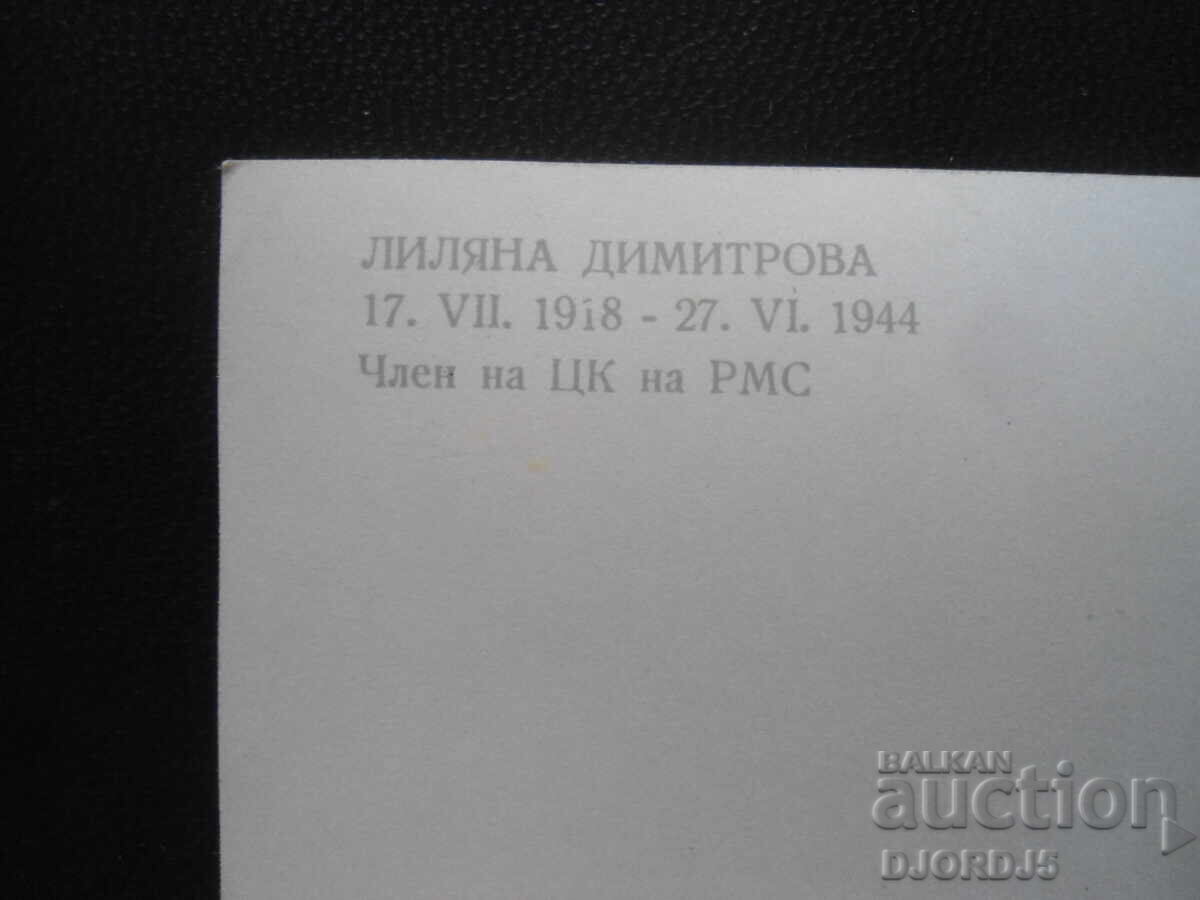 ЛИЛЯНА ДИМИТРОВА
17. VII. 1918 - 27. VI. 1944
Член на ЦК на РМС
BALKAN
auction
DJORDJ5